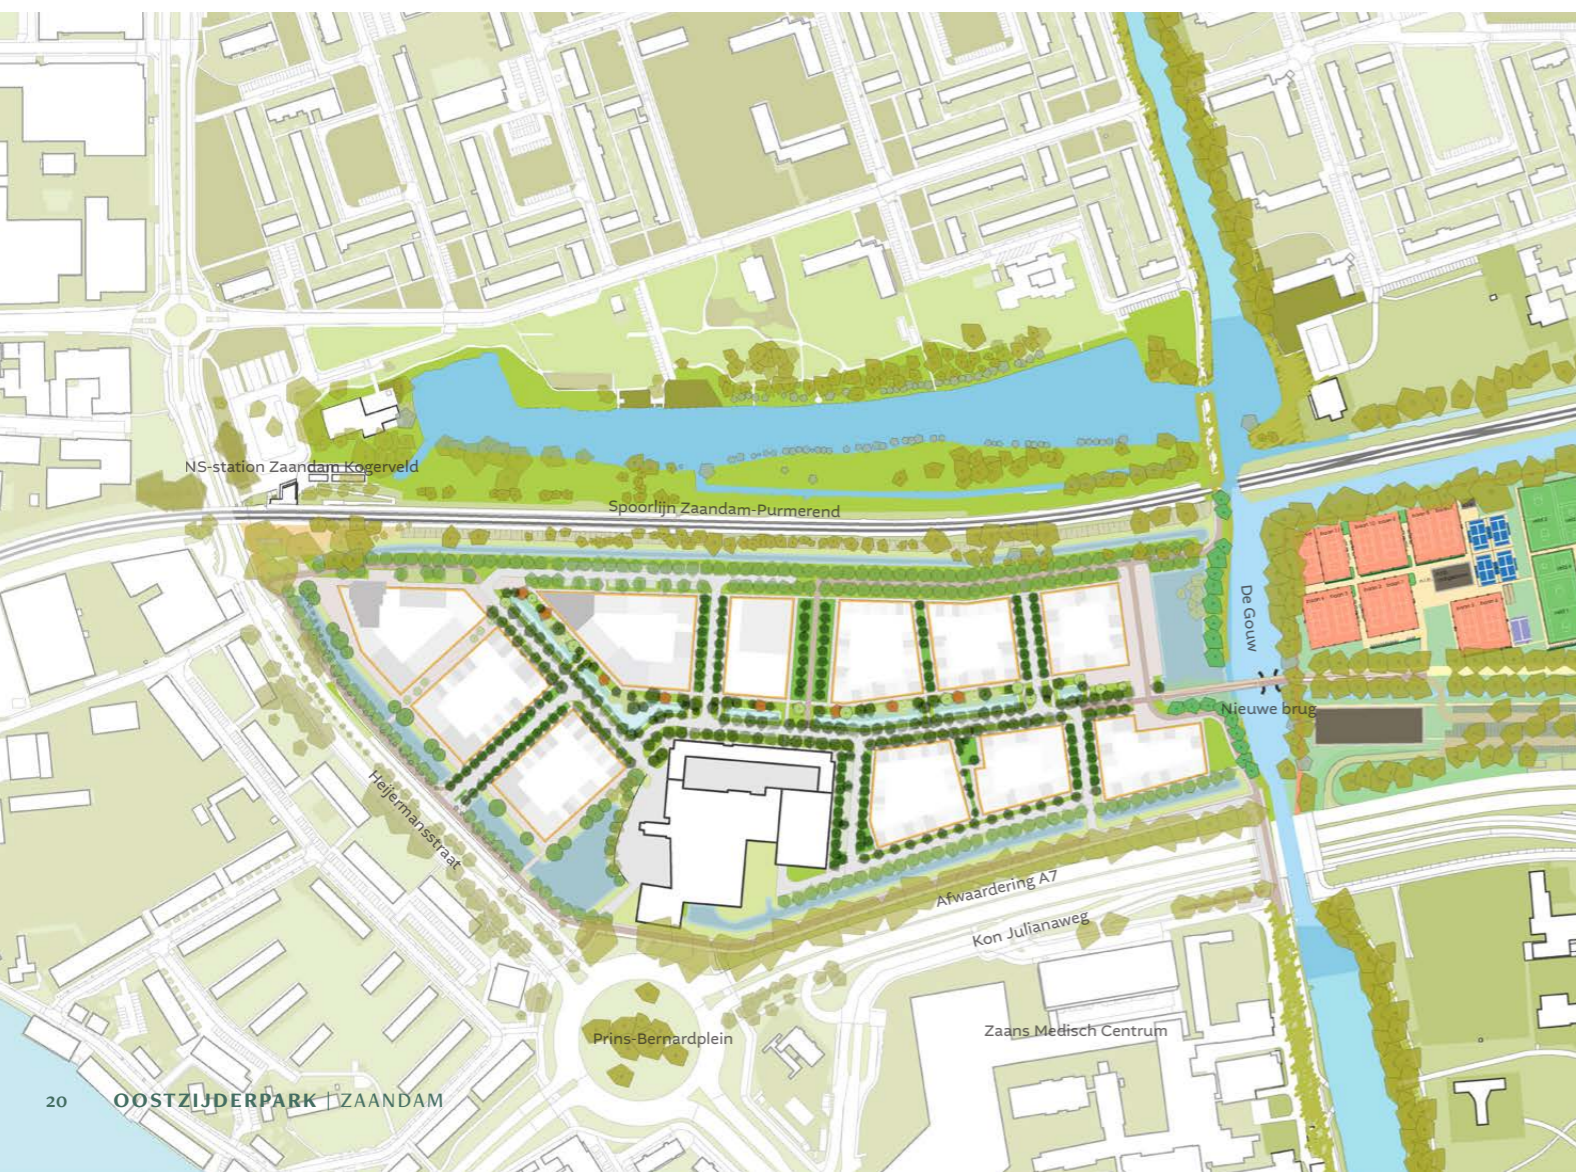 NS-station Zaandam Kogerveld
Spoorlijn Zaandam-Purmerend
De Gouw
Nieuwe brug
Heijermansstraat
Afwaardering A7
Kon Julianaweg
Zaans Medisch Centrum
Prins-Bernardplein
20 OOSTZIJDERPARK | ZAANDAM